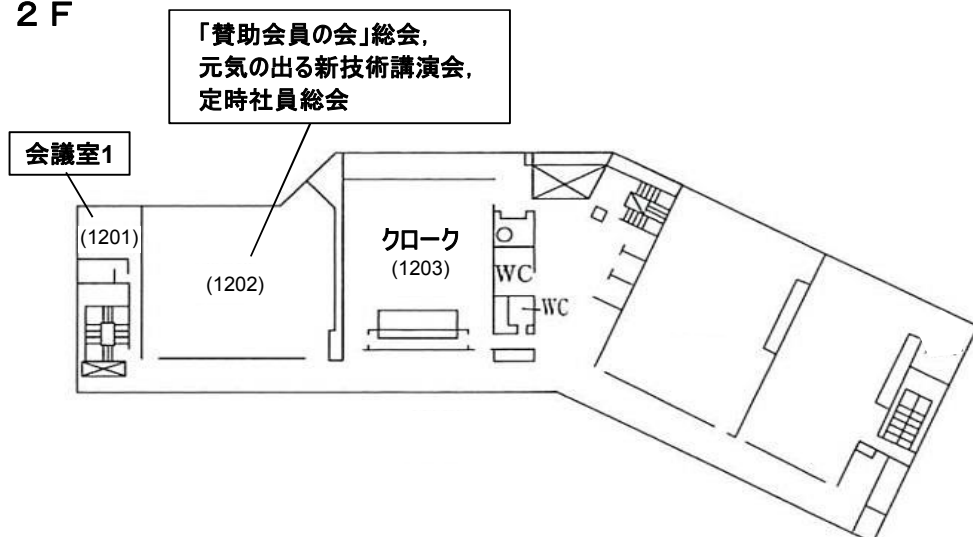 ２Ｆ
「賛助会員の会」総会，
元気の出る新技術講演会，
定時社員総会
会議室1
(1201)
(1202)
クローク
(1203)
WC
WC